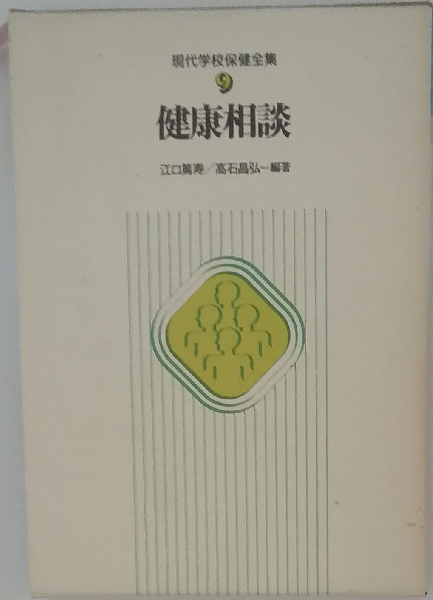 現代学校保健全集
9
健康相談
江口篤寿／高石昌弘―編著